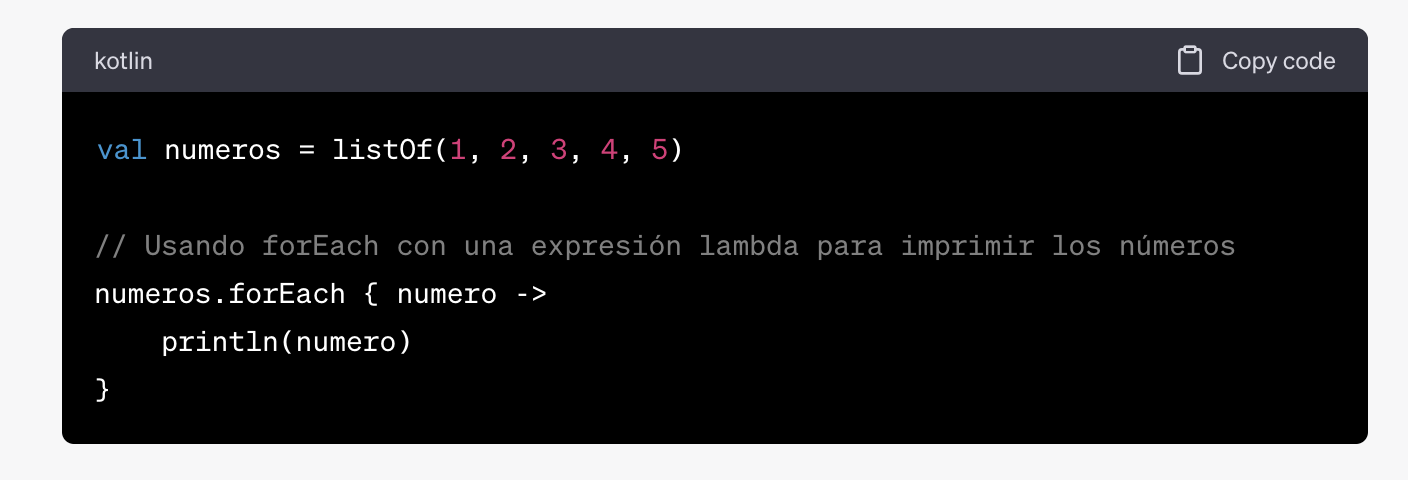 kotlin
Copy code
val numeros = listOf(1, 2, 3, 4, 5)
// Usando forEach con una expresión lambda para imprimir los números
numeros.forEach { numero ->
    println(numero)
}